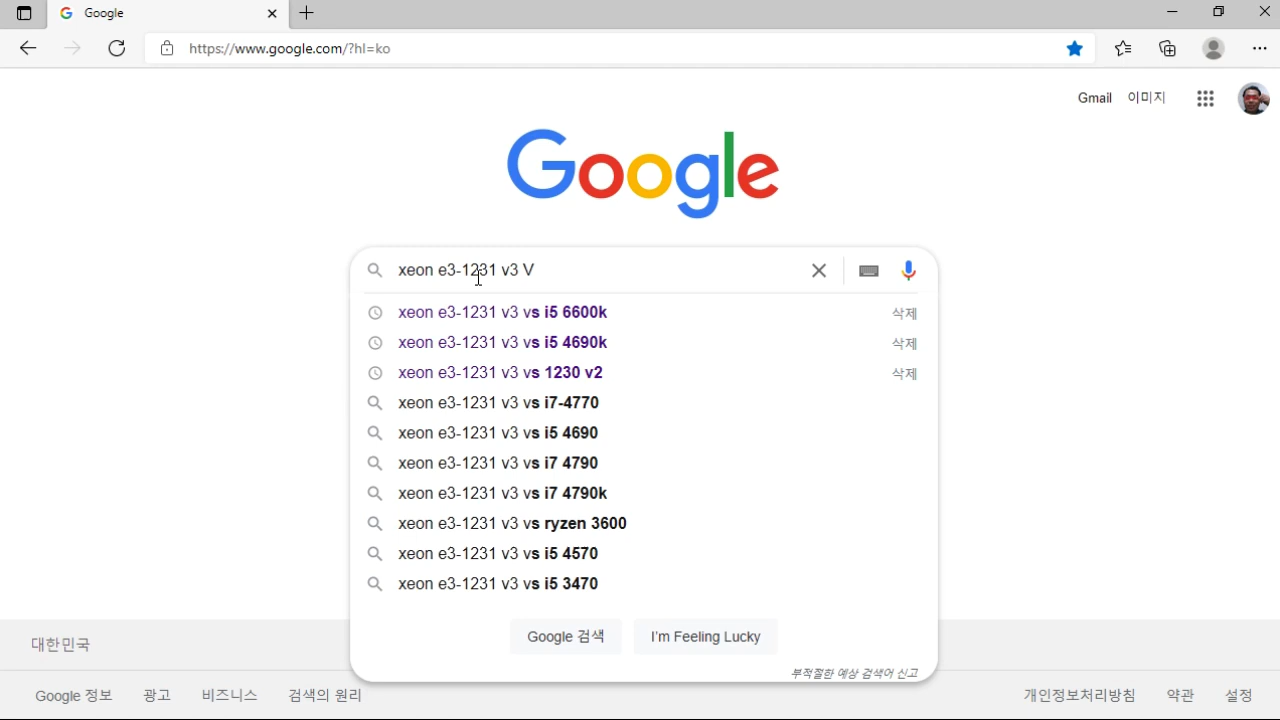 Google
https://www.google.com/?hl=ko
Gmail 이미지
Google
xeon e3-1231 v3 V
xeon e3-1231 v3 vs i5 6600k 삭제
xeon e3-1231 v3 vs i5 4690k 삭제
xeon e3-1231 v3 vs 1230 v2 삭제
xeon e3-1231 v3 vs i7-4770
xeon e3-1231 v3 vs i5 4690
xeon e3-1231 v3 vs i7 4790
xeon e3-1231 v3 vs i7 4790k
xeon e3-1231 v3 vs ryzen 3600
xeon e3-1231 v3 vs i5 4570
xeon e3-1231 v3 vs i5 3470
Google 검색 I'm Feeling Lucky
부적절한 예상 검색어 신고
대한민국
Google 정보 광고 비즈니스 검색의 원리 개인정보처리방침 약관 설정